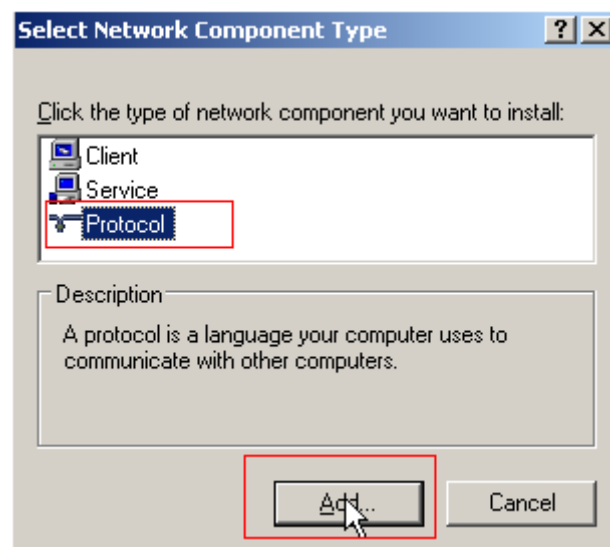 Select Network Component Type
Click the type of network component you want to install:
Client
Service
Protocol
Description
A protocol is a language your computer uses to
communicate with other computers.
Add...
Cancel